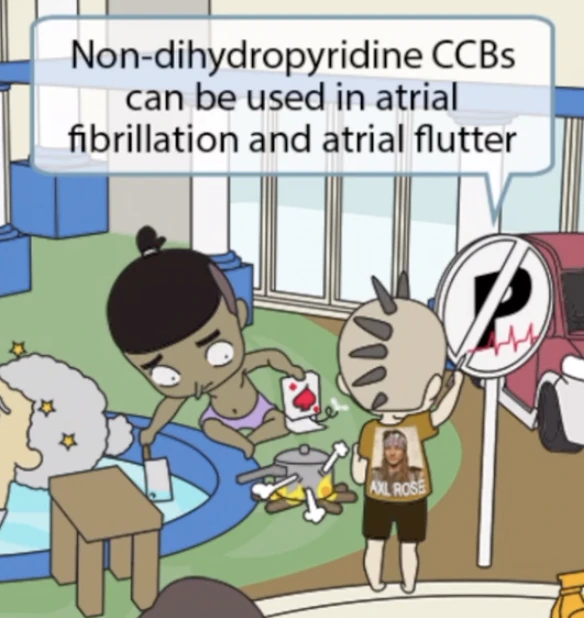 Non-dihydropyridine CCBs
can be used in atrial
fibrillation and atrial flutter
P
AXL ROSE